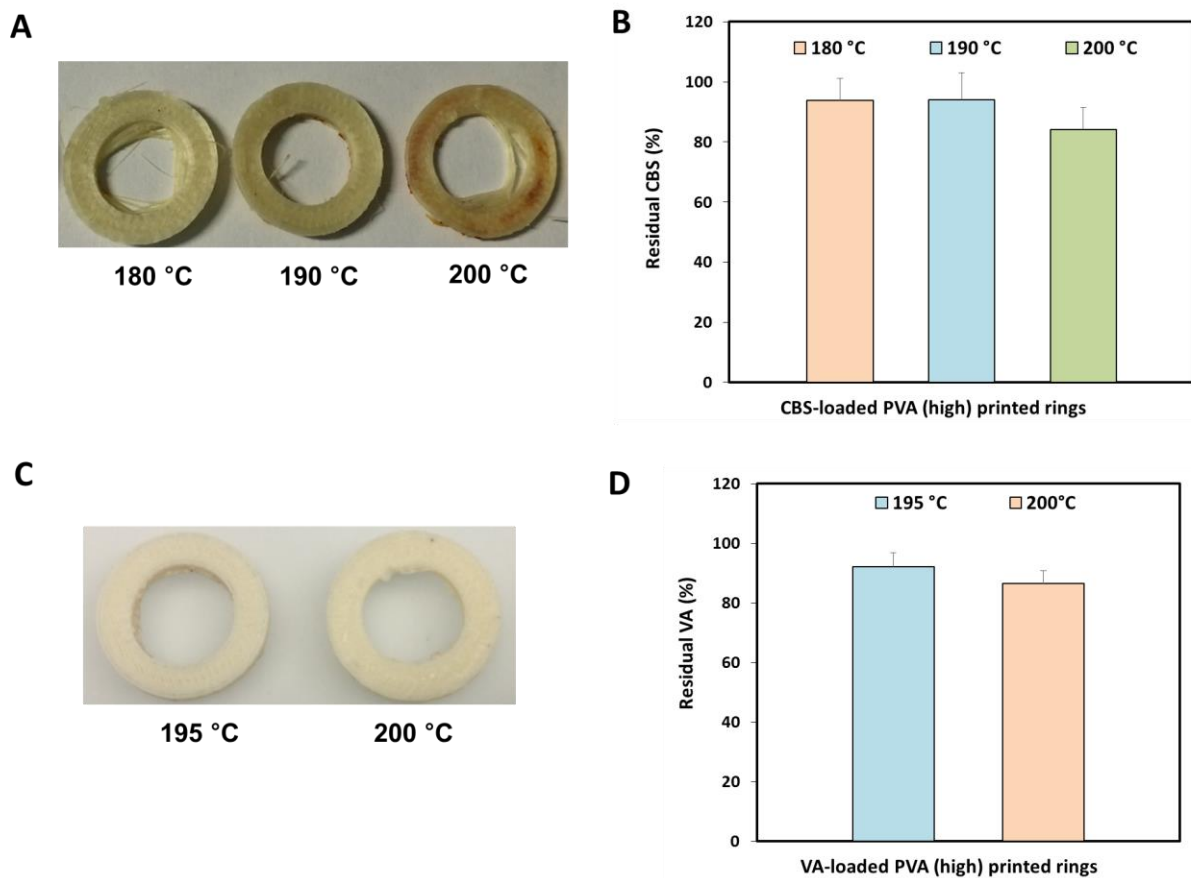 A
180 °C 190 °C 200 °C
B
Residual CBS (%)
120
100
80
60
40
20
0
180 °C 190 °C 200 °C
CBS-loaded PVA (high) printed rings
C
195 °C 200 °C
D
Residual VA (%)
120
100
80
60
40
20
0
195 °C 200°C
VA-loaded PVA (high) printed rings